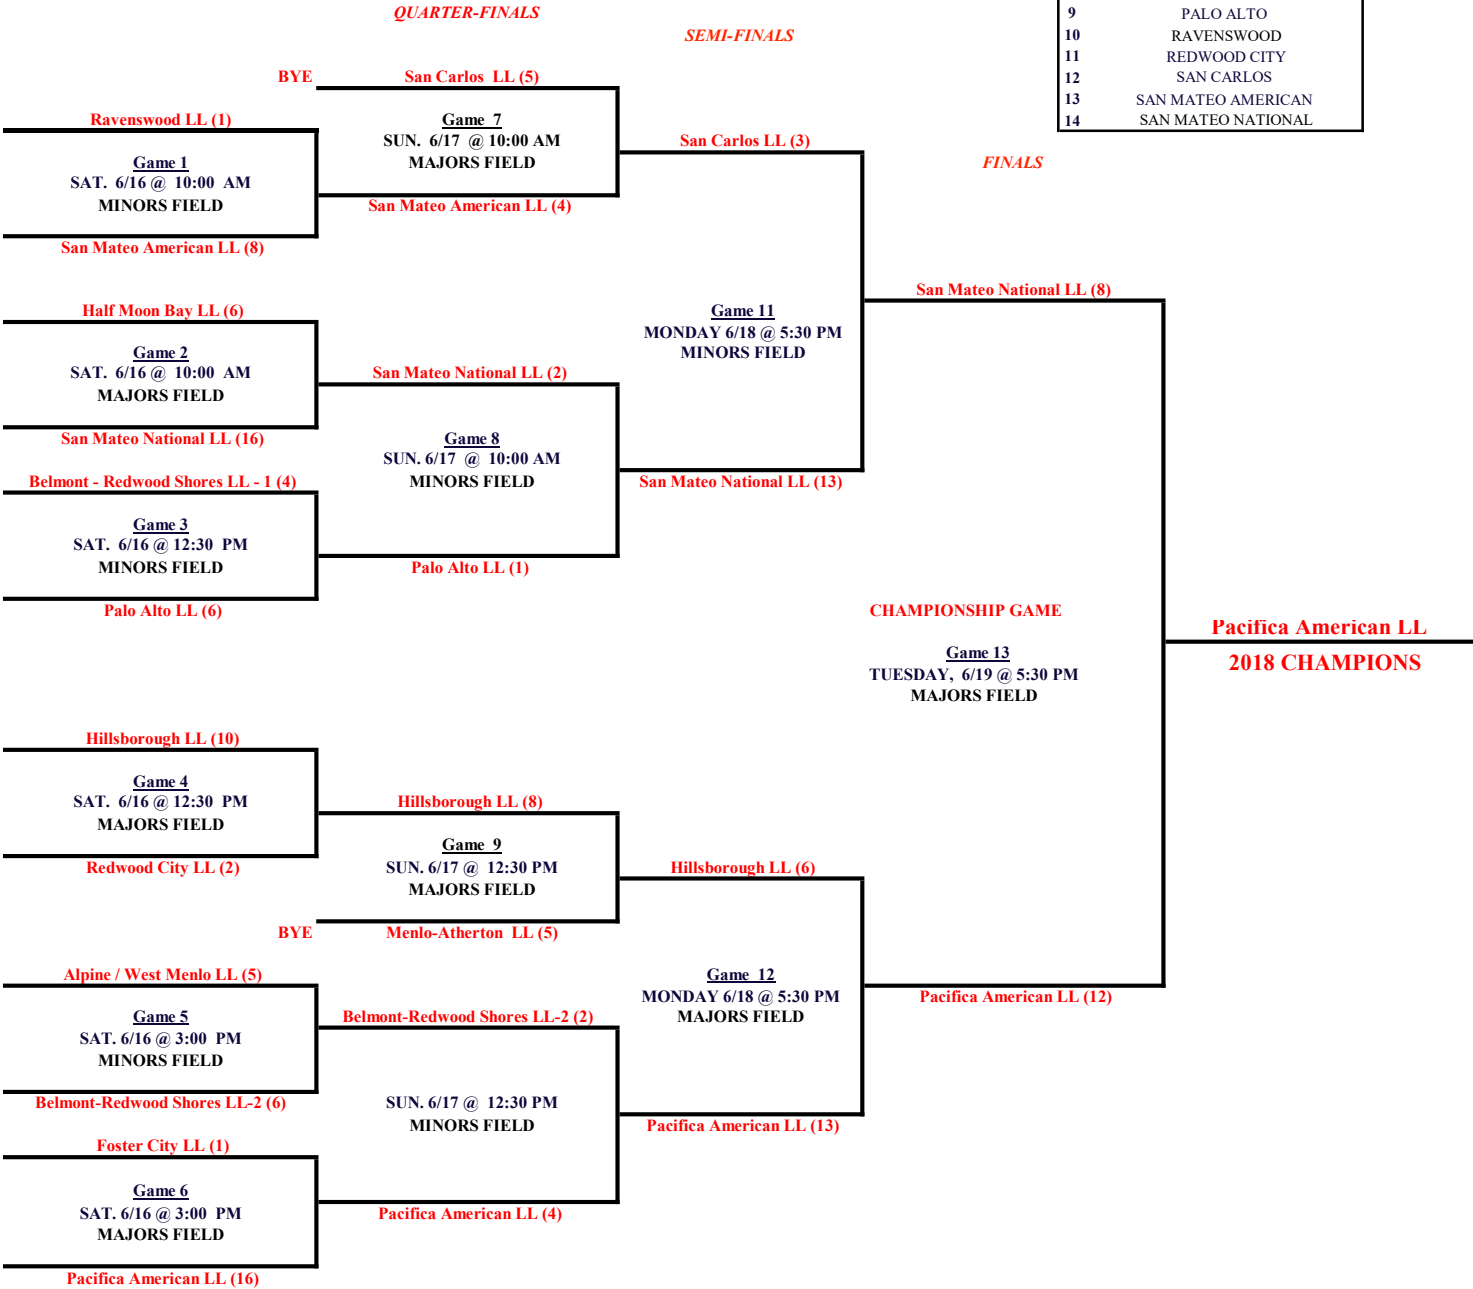 QUARTER-FINALS
SEMI-FINALS
9 PALO ALTO
10 RAVENSWOOD
11 REDWOOD CITY
12 SAN CARLOS
13 SAN MATEO AMERICAN
14 SAN MATEO NATIONAL
FINALS
BYE
San Carlos LL (5)
Ravenswood LL (1)
Game 7
SUN. 6/17 @ 10:00 AM
MAJORS FIELD
San Carlos LL (3)
Game 1
SAT. 6/16 @ 10:00 AM
MINORS FIELD
San Mateo American LL (4)
San Mateo American LL (8)
San Mateo National LL (8)
Half Moon Bay LL (6)
Game 11
MONDAY 6/18 @ 5:30 PM
MINORS FIELD
Game 2
SAT. 6/16 @ 10:00 AM
MAJORS FIELD
San Mateo National LL (2)
San Mateo National LL (16)
Game 8
SUN. 6/17 @ 10:00 AM
MINORS FIELD
Belmont - Redwood Shores LL - 1 (4)
San Mateo National LL (13)
Game 3
SAT. 6/16 @ 12:30 PM
MINORS FIELD
Palo Alto LL (1)
Palo Alto LL (6)
CHAMPIONSHIP GAME
Game 13
TUESDAY, 6/19 @ 5:30 PM
MAJORS FIELD
Pacifica American LL
2018 CHAMPIONS
Hillsborough LL (10)
Game 4
SAT. 6/16 @ 12:30 PM
MAJORS FIELD
Hillsborough LL (8)
Redwood City LL (2)
Game 9
SUN. 6/17 @ 12:30 PM
MAJORS FIELD
Hillsborough LL (6)
BYE
Menlo-Atherton LL (5)
Alpine / West Menlo LL (5)
Game 12
MONDAY 6/18 @ 5:30 PM
MAJORS FIELD
Pacifica American LL (12)
Game 5
SAT. 6/16 @ 3:00 PM
MINORS FIELD
Belmont-Redwood Shores LL-2 (2)
Belmont-Redwood Shores LL-2 (6)
SUN. 6/17 @ 12:30 PM
MINORS FIELD
Pacifica American LL (13)
Foster City LL (1)
Game 6
SAT. 6/16 @ 3:00 PM
MAJORS FIELD
Pacifica American LL (4)
Pacifica American LL (16)